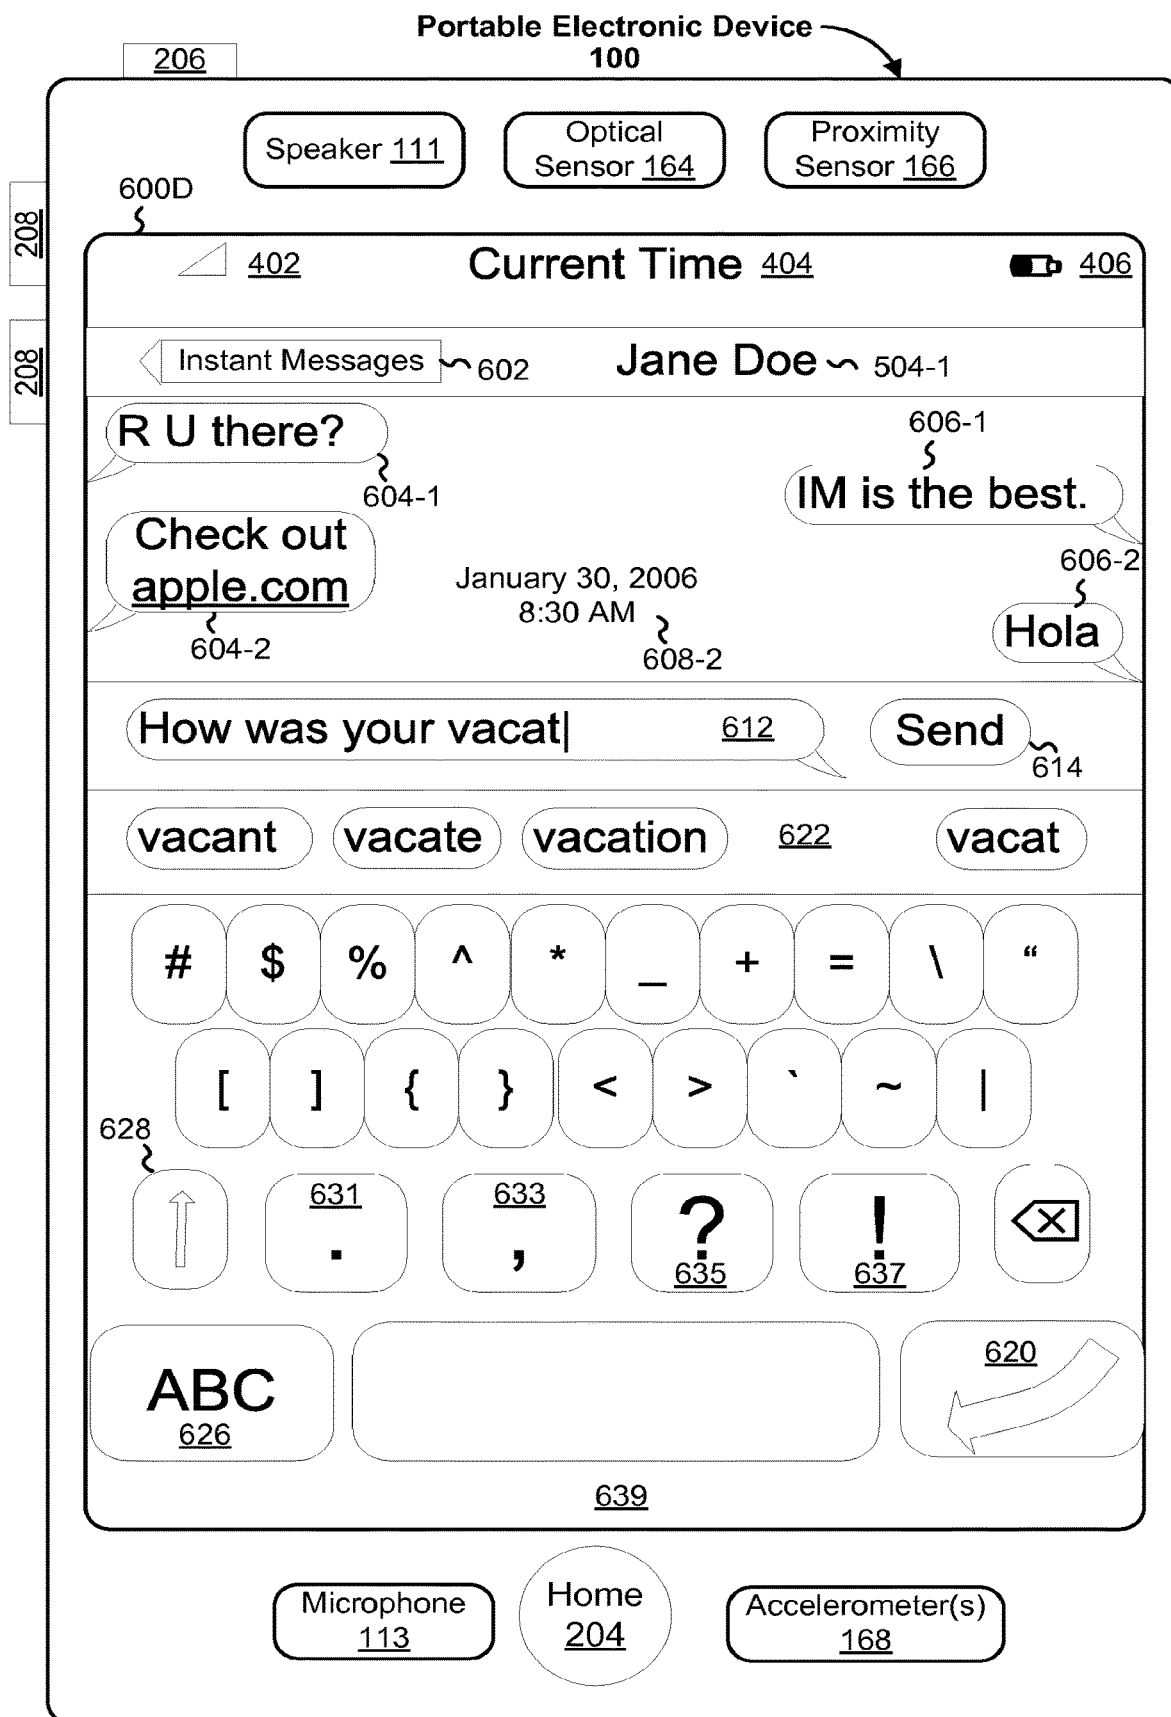 Portable Electronic Device
100
206
Speaker 111
Optical
Sensor 164
Proximity
Sensor 166
208
600D
402
Current Time 404
406
208
Instant Messages
602
Jane Doe
504-1
R U there?
604-1
606-1
IM is the best.
Check out
apple.com
604-2
January 30, 2006
8:30 AM
608-2
606-2
Hola
How was your vacat|
612
Send
614
vacant
vacate
vacation
622
vacat
# $ % ^ * _ + = \ “
[ ] { } < > ` ~ |
628
631
.
633
,
?
635
!
637
ABC
626
620
639
Microphone
113
Home
204
Accelerometer(s)
168